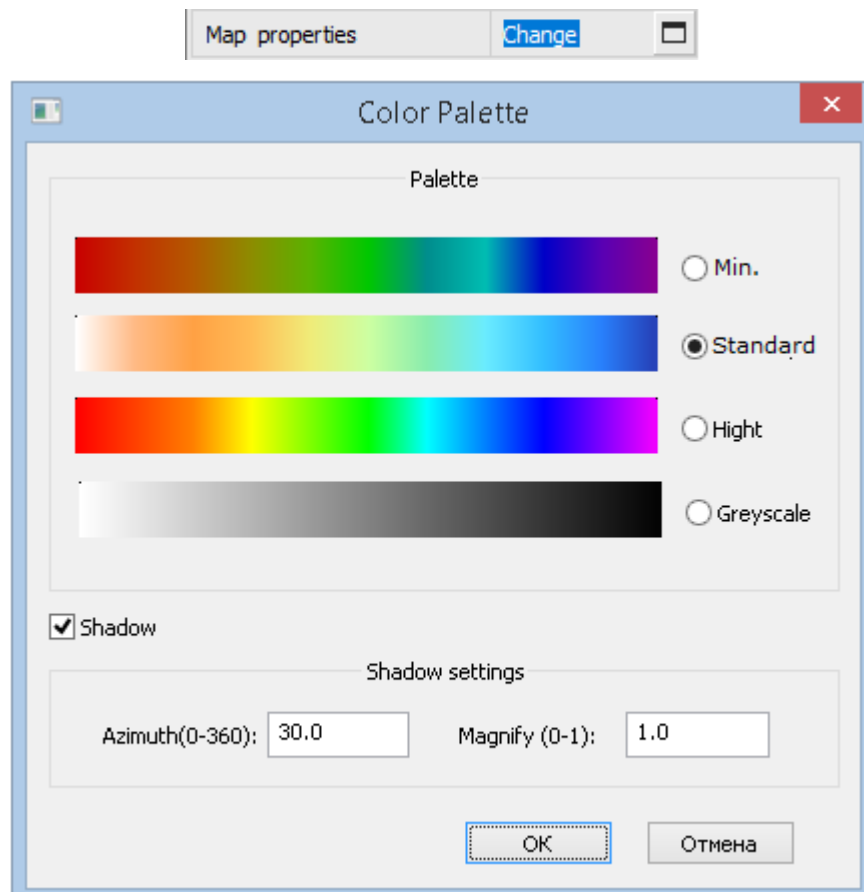 Map properties Change
Color Palette
Palette
Min.
Standard
Hight
Greyscale
Shadow
Shadow settings
Azimuth(0-360): 30.0 Magnify (0-1): 1.0
OK Отмена